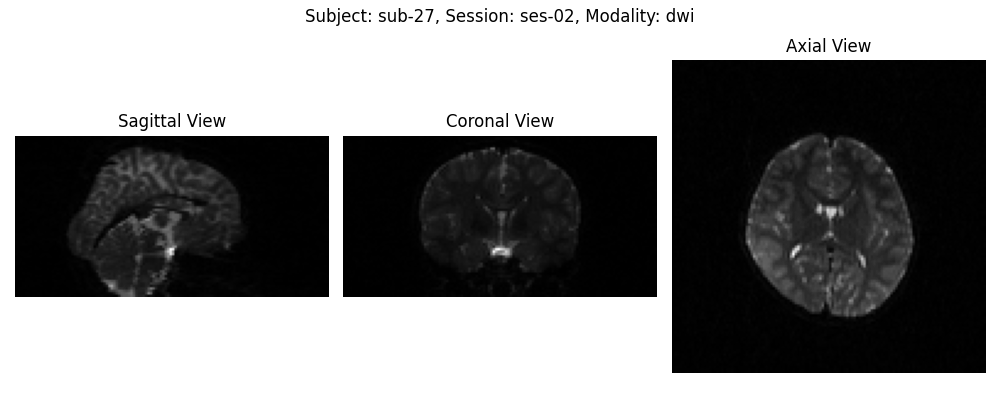 Subject: sub-27, Session: ses-02, Modality: dwi
Sagittal View
Coronal View
Axial View